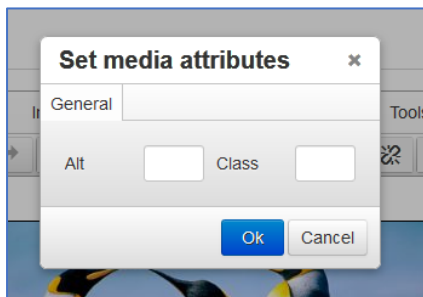 Set media attributes ×
General
Tools
Alt Class
Ok Cancel